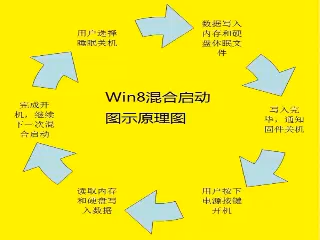 用户选择
睡眠关机
数据写入
内存和硬
盘休眠文
件
写入完
毕,通知
固件关机
用户按下
电源按键
开机
读取内存
和硬盘写
入数据
完成开
机,继续
下一次混
合启动
Win8混合启动
图示原理图